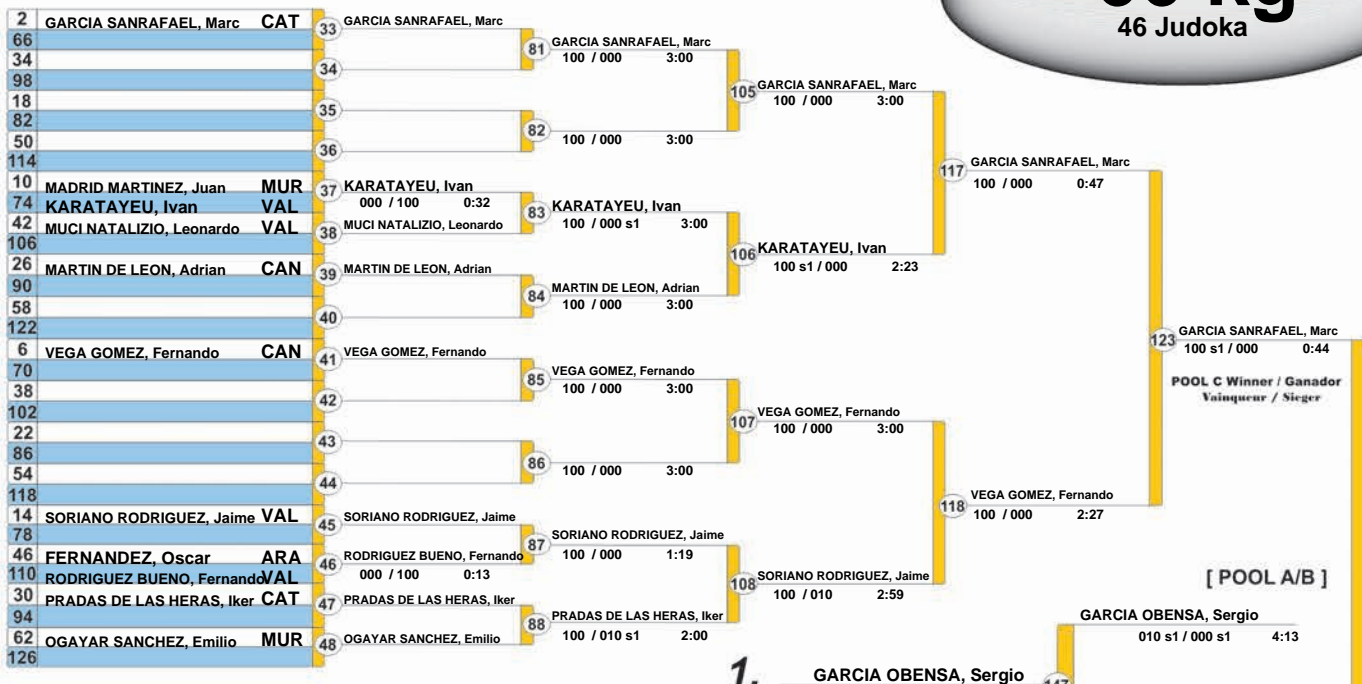 46 Judoka
2 GARCIA SANRAFAEL, Marc CAT
66
34
98
18
82
50
114
10 MADRID MARTINEZ, Juan MUR
74 KARATAYEU, Ivan VAL
42 MUCI NATALIZIO, Leonardo VAL
106
26 MARTIN DE LEON, Adrian CAN
90
58
122
6 VEGA GOMEZ, Fernando CAN
70
38
102
22
86
54
118
14 SORIANO RODRIGUEZ, Jaime VAL
78
46 FERNANDEZ, Oscar ARA
110 RODRIGUEZ BUENO, Fernando VAL
30 PRADAS DE LAS HERAS, Iker CAT
94
62 OGAYAR SANCHEZ, Emilio MUR
126
33 GARCIA SANRAFAEL, Marc
34
35
36
37 KARATAYEU, Ivan
000 / 100 0:32
38 MUCI NATALIZIO, Leonardo
39 MARTIN DE LEON, Adrian
40
41 VEGA GOMEZ, Fernando
42
43
44
45 SORIANO RODRIGUEZ, Jaime
46 RODRIGUEZ BUENO, Fernando
000 / 100 0:13
47 PRADAS DE LAS HERAS, Iker
48 OGAYAR SANCHEZ, Emilio
81 GARCIA SANRAFAEL, Marc
100 / 000 3:00
82
100 / 000 3:00
83 KARATAYEU, Ivan
100 / 000 s1 3:00
84 MARTIN DE LEON, Adrian
100 / 000 3:00
85 VEGA GOMEZ, Fernando
100 / 000 3:00
86
100 / 000 3:00
87 SORIANO RODRIGUEZ, Jaime
100 / 000 1:19
88 PRADAS DE LAS HERAS, Iker
100 / 010 s1 2:00
105 GARCIA SANRAFAEL, Marc
100 / 000 3:00
106 KARATAYEU, Ivan
100 s1 / 000 2:23
107 VEGA GOMEZ, Fernando
100 / 000 3:00
108 SORIANO RODRIGUEZ, Jaime
100 / 010 2:59
117 GARCIA SANRAFAEL, Marc
100 / 000 0:47
118 VEGA GOMEZ, Fernando
100 / 000 2:27
123 GARCIA SANRAFAEL, Marc
100 s1 / 000 0:44
POOL C Winner / Ganador
Vainqueur / Sieger
[ POOL A/B ]
GARCIA OBENSA, Sergio
010 s1 / 000 s1 4:13
1. GARCIA OBENSA, Sergio 147